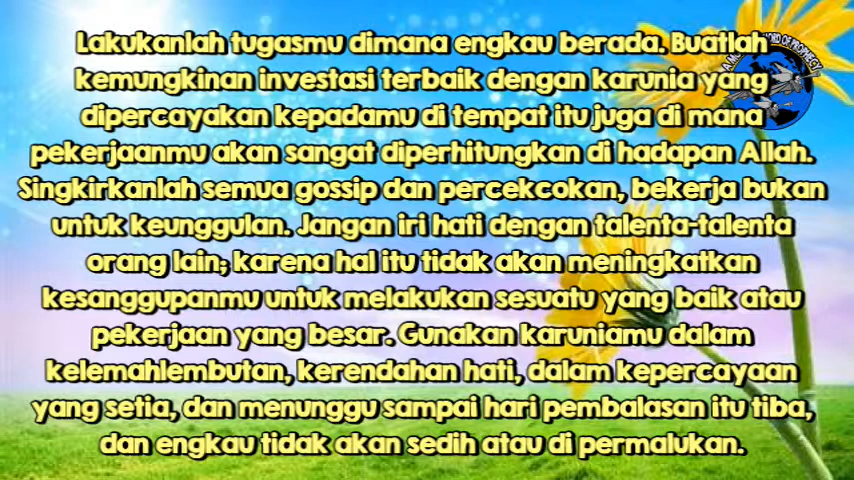 Lakukanlah tugasmu dimana engkau berada. Buatlah
kemungkinan investasi terbaik dengan karunia yang
dipercayakan kepadamu di tempat itu juga di mana
pekerjaanmu akan sangat diperhitungkan di hadapan Allah.
Singkirkanlah semua gossip dan percekcokan, bekerja bukan
untuk keunggulan. Jangan iri hati dengan talenta-talenta
orang lain; karena hal itu tidak akan meningkatkan
kesanggupanmu untuk melakukan sesuatu yang baik atau
pekerjaan yang besar. Gunakan karuniamu dalam
kelemahlembutan, kerendahan hati, dalam kepercayaan
yang setia, dan menunggu sampai hari pembalasan itu tiba,
dan engkau tidak akan sedih atau di permalukan.
WORD OF PROPHECY